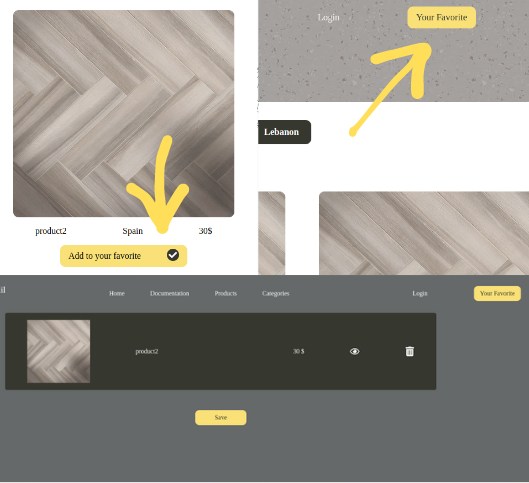 Login
Your Favorite
Lebanon
product2 Spain 30$
Add to your favorite
il Home Documentation Products Categories Login Your Favorite
product2 30 $
Save